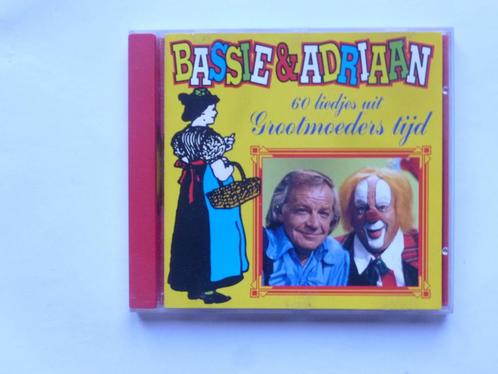 BASSIE & ADRIAAN
60 liedjes uit
Grootmoeders tijd